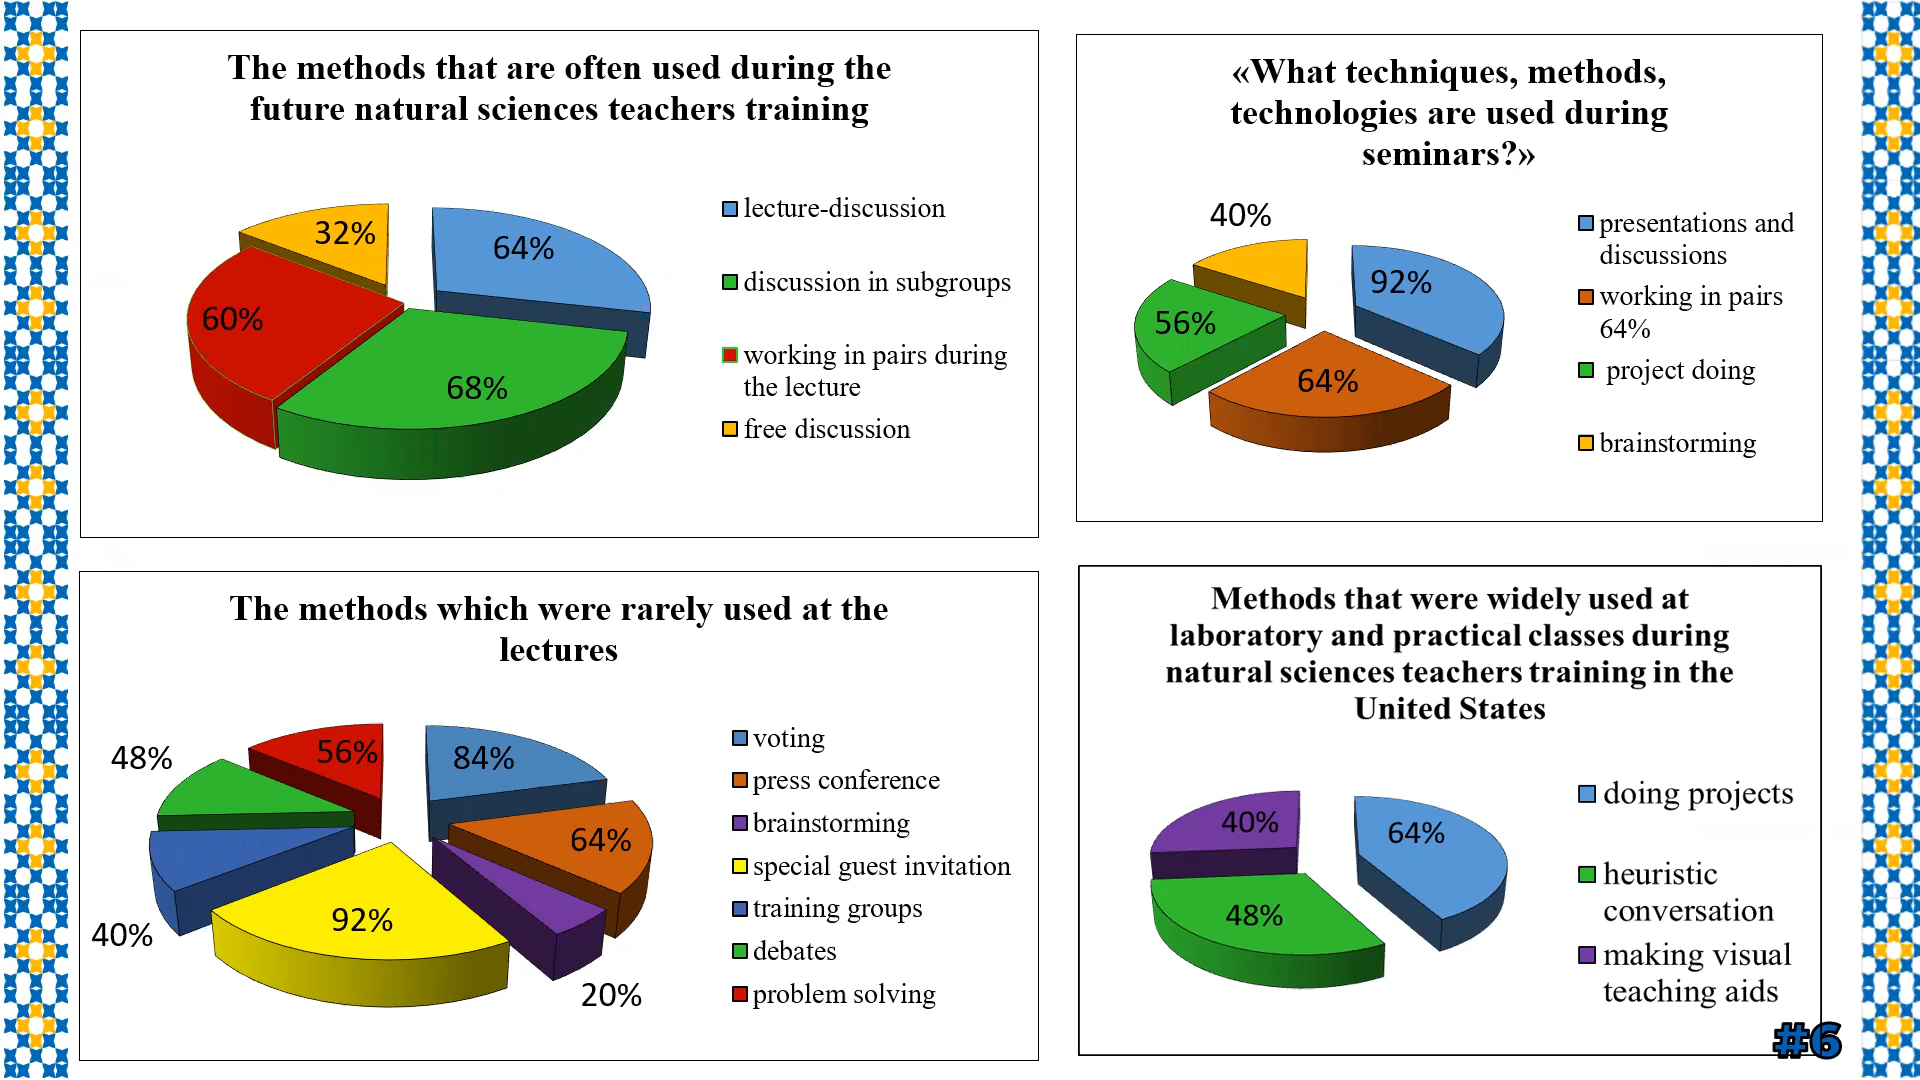 The methods that are often used during the
future natural sciences teachers training
32%
64%
60%
68%
lecture-discussion
discussion in subgroups
working in pairs during
the lecture
free discussion
«What techniques, methods,
technologies are used during
seminars?»
40%
92%
56%
64%
presentations and
discussions
working in pairs
64%
project doing
brainstorming
The methods which were rarely used at the
lectures
48%
56%
84%
64%
92%
40%
20%
voting
press conference
brainstorming
special guest invitation
training groups
debates
problem solving
Methods that were widely used at
laboratory and practical classes during
natural sciences teachers training in the
United States
40%
64%
48%
doing projects
heuristic
conversation
making visual
teaching aids
#6